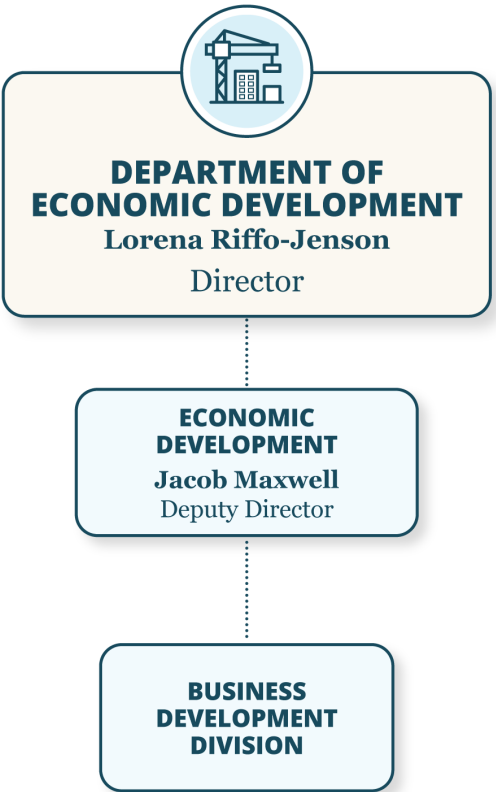 DEPARTMENT OF
ECONOMIC DEVELOPMENT
Lorena Riffo-Jenson
Director
ECONOMIC
DEVELOPMENT
Jacob Maxwell
Deputy Director
BUSINESS
DEVELOPMENT
DIVISION